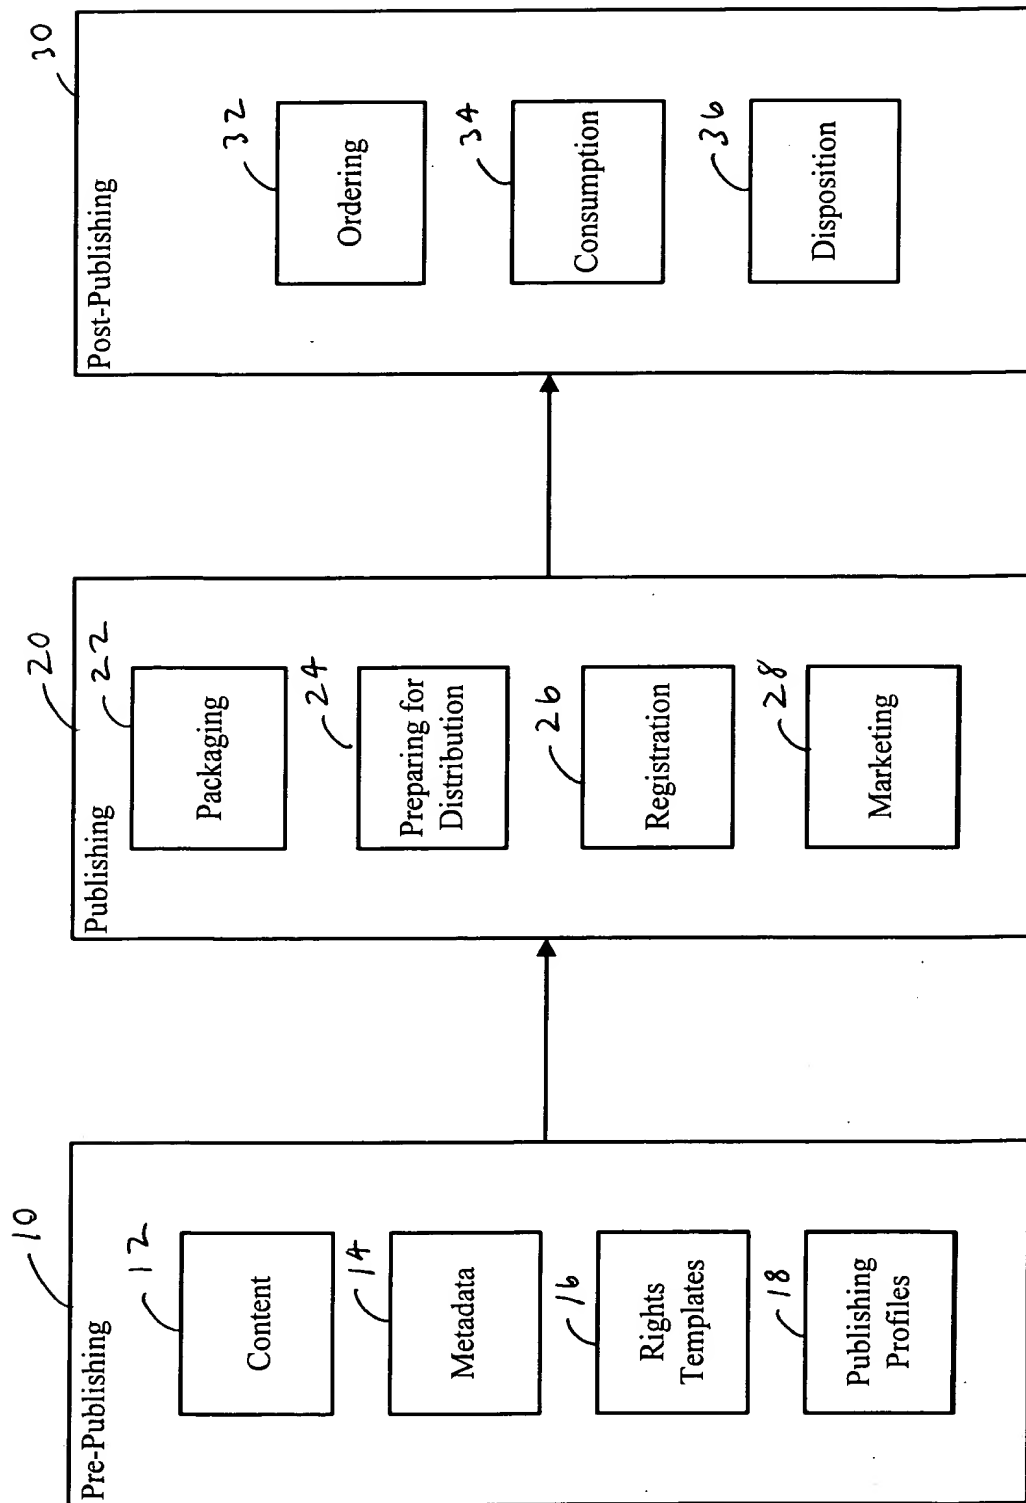 10
Pre-Publishing
12
Content
14
Metadata
16
Rights
Templates
18
Publishing
Profiles
20
Publishing
22
Packaging
24
Preparing for
Distribution
26
Registration
28
Marketing
30
Post-Publishing
32
Ordering
34
Consumption
36
Disposition